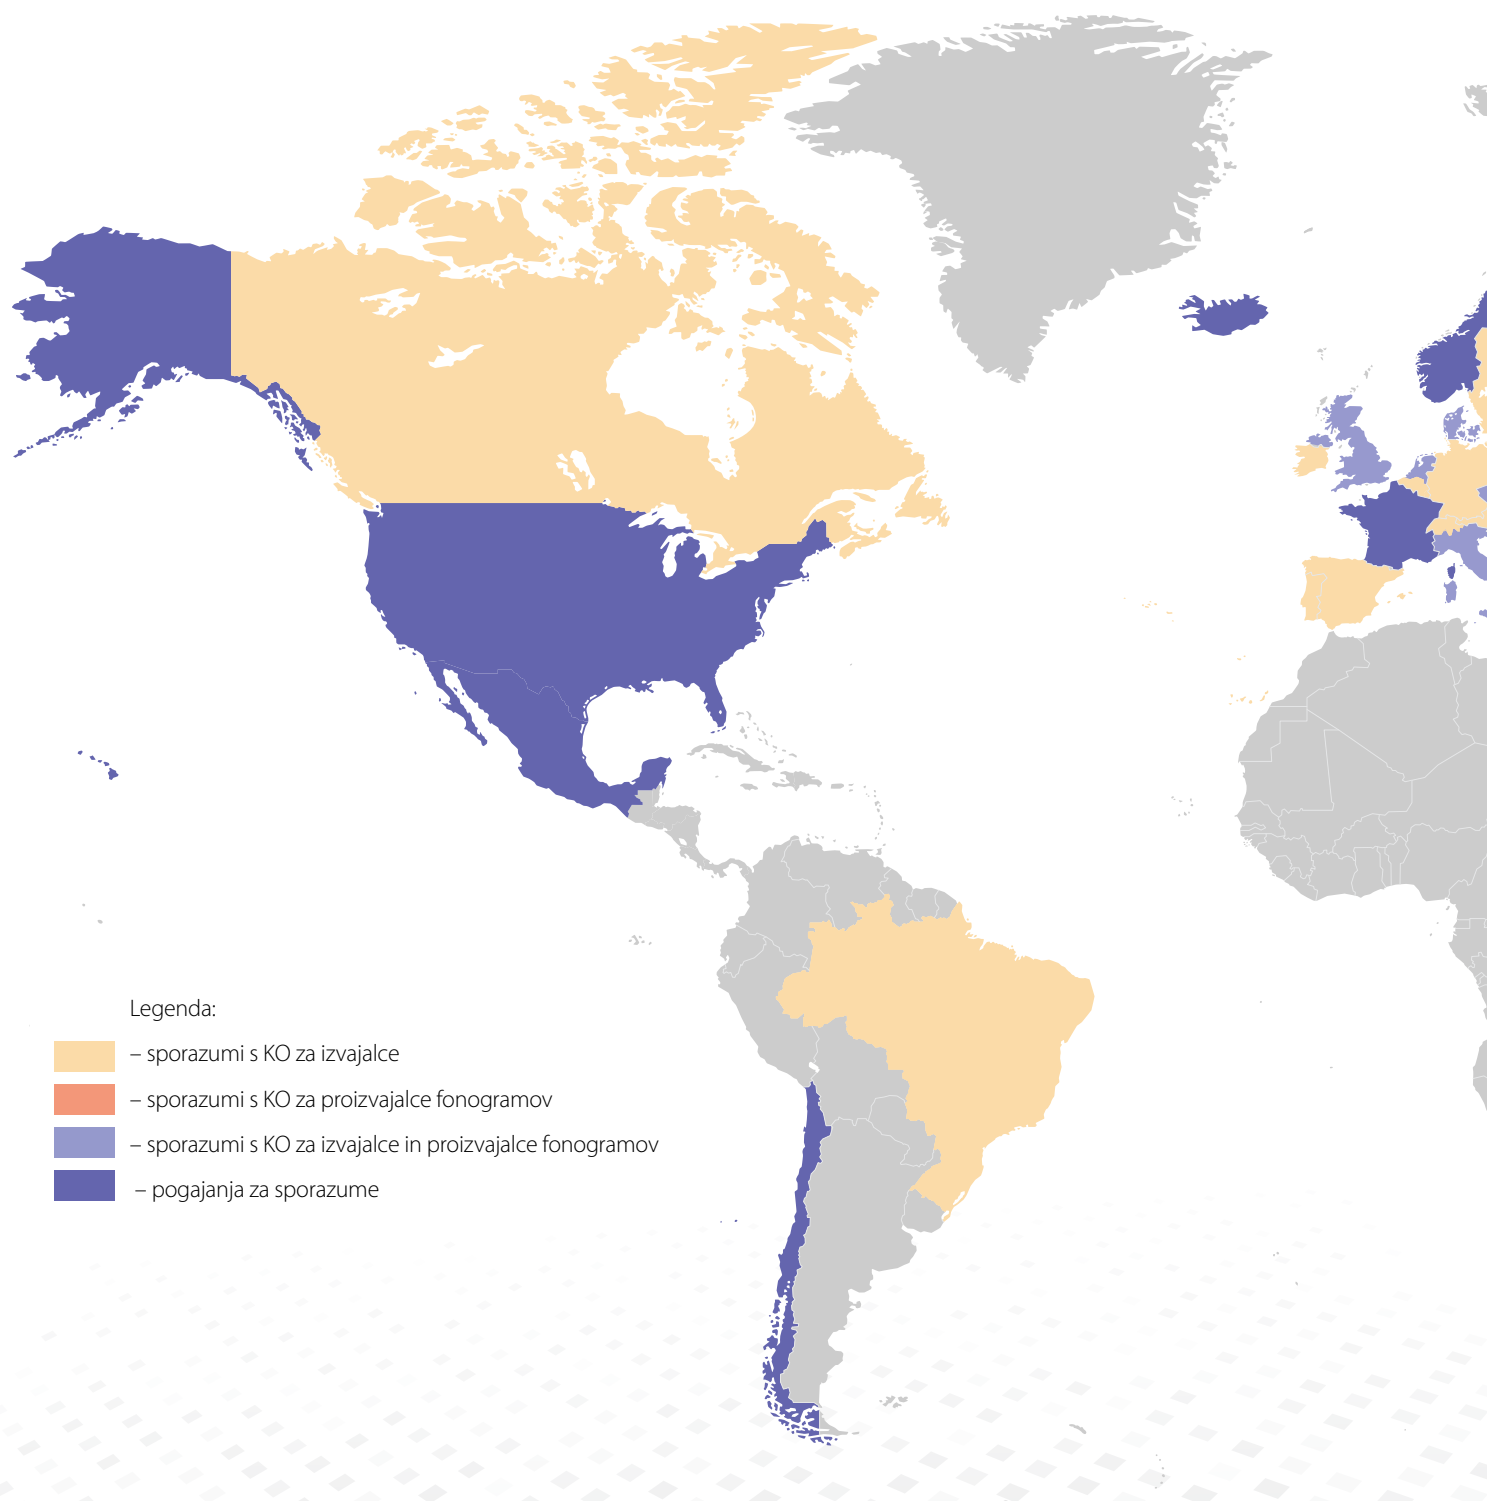 Legenda:
– sporazumi s KO za izvajalce
– sporazumi s KO za proizvajalce fonogramov
– sporazumi s KO za izvajalce in proizvajalce fonogramov
– pogajanja za sporazume